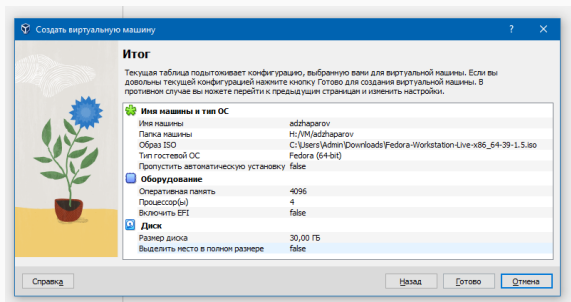 Создать виртуальную машину
Итог
Текущая таблица подытоживает конфигурацию, выбранную вами для виртуальной машины. Если вы
довольны текущей конфигурацией нажмите кнопку Готово для создания виртуальной машины. В
противном случае вы можете перейти к предыдущим страницам и изменить настройки.
Имя машины и тип ОС
Имя машины adzhaparov
Папка машины H:/VM/adzhaparov
Образ ISO C:\Users\Admin\Downloads\Fedora-Workstation-Live-x86_64-39-1.5.iso
Тип гостевой ОС Fedora (64-bit)
Пропустить автоматическую установку false
Оборудование
Оперативная память 4096
Процессор(ы) 4
Включить EFI false
Диск
Размер диска 30,00 ГБ
Выделить место в полном размере false
Справка Назад Готово Отмена